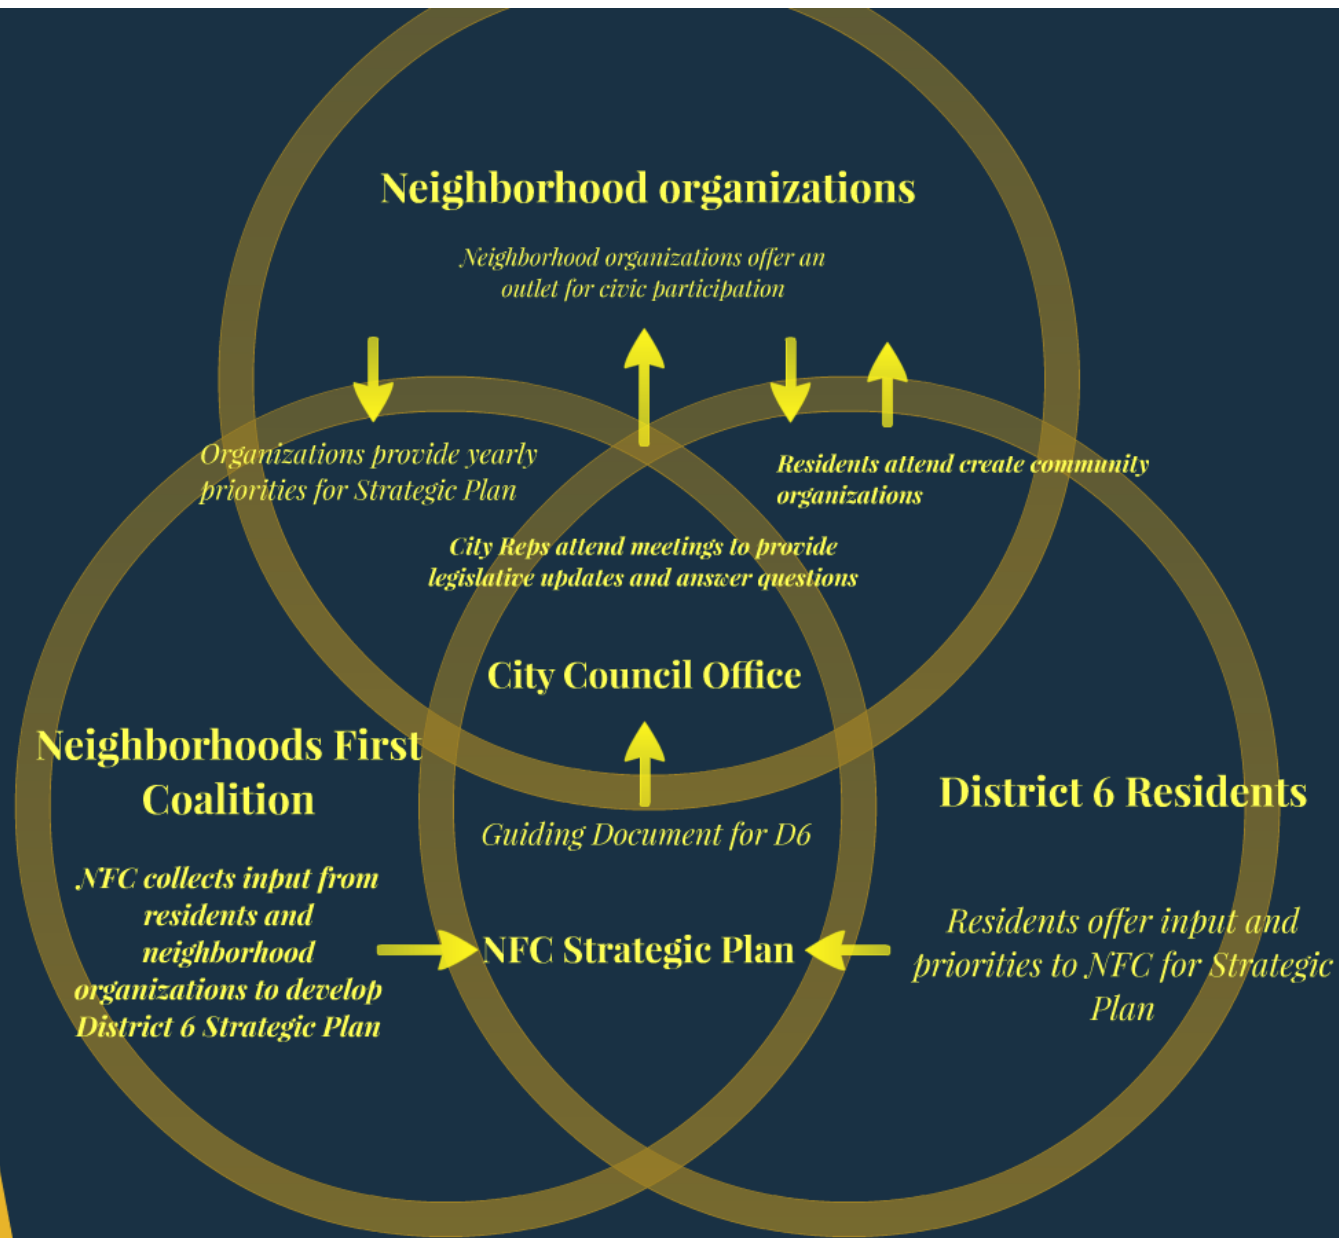 Neighborhood organizations
Neighborhood organizations offer an
outlet for civic participation
Organizations provide yearly
priorities for Strategic Plan
Residents attend create community
organizations
City Reps attend meetings to provide
legislative updates and answer questions
City Council Office
Neighborhoods First
Coalition
District 6 Residents
Guiding Document for D6
NFC collects input from
residents and
neighborhood
organizations to develop
District 6 Strategic Plan
NFC Strategic Plan
Residents offer input and
priorities to NFC for Strategic
Plan